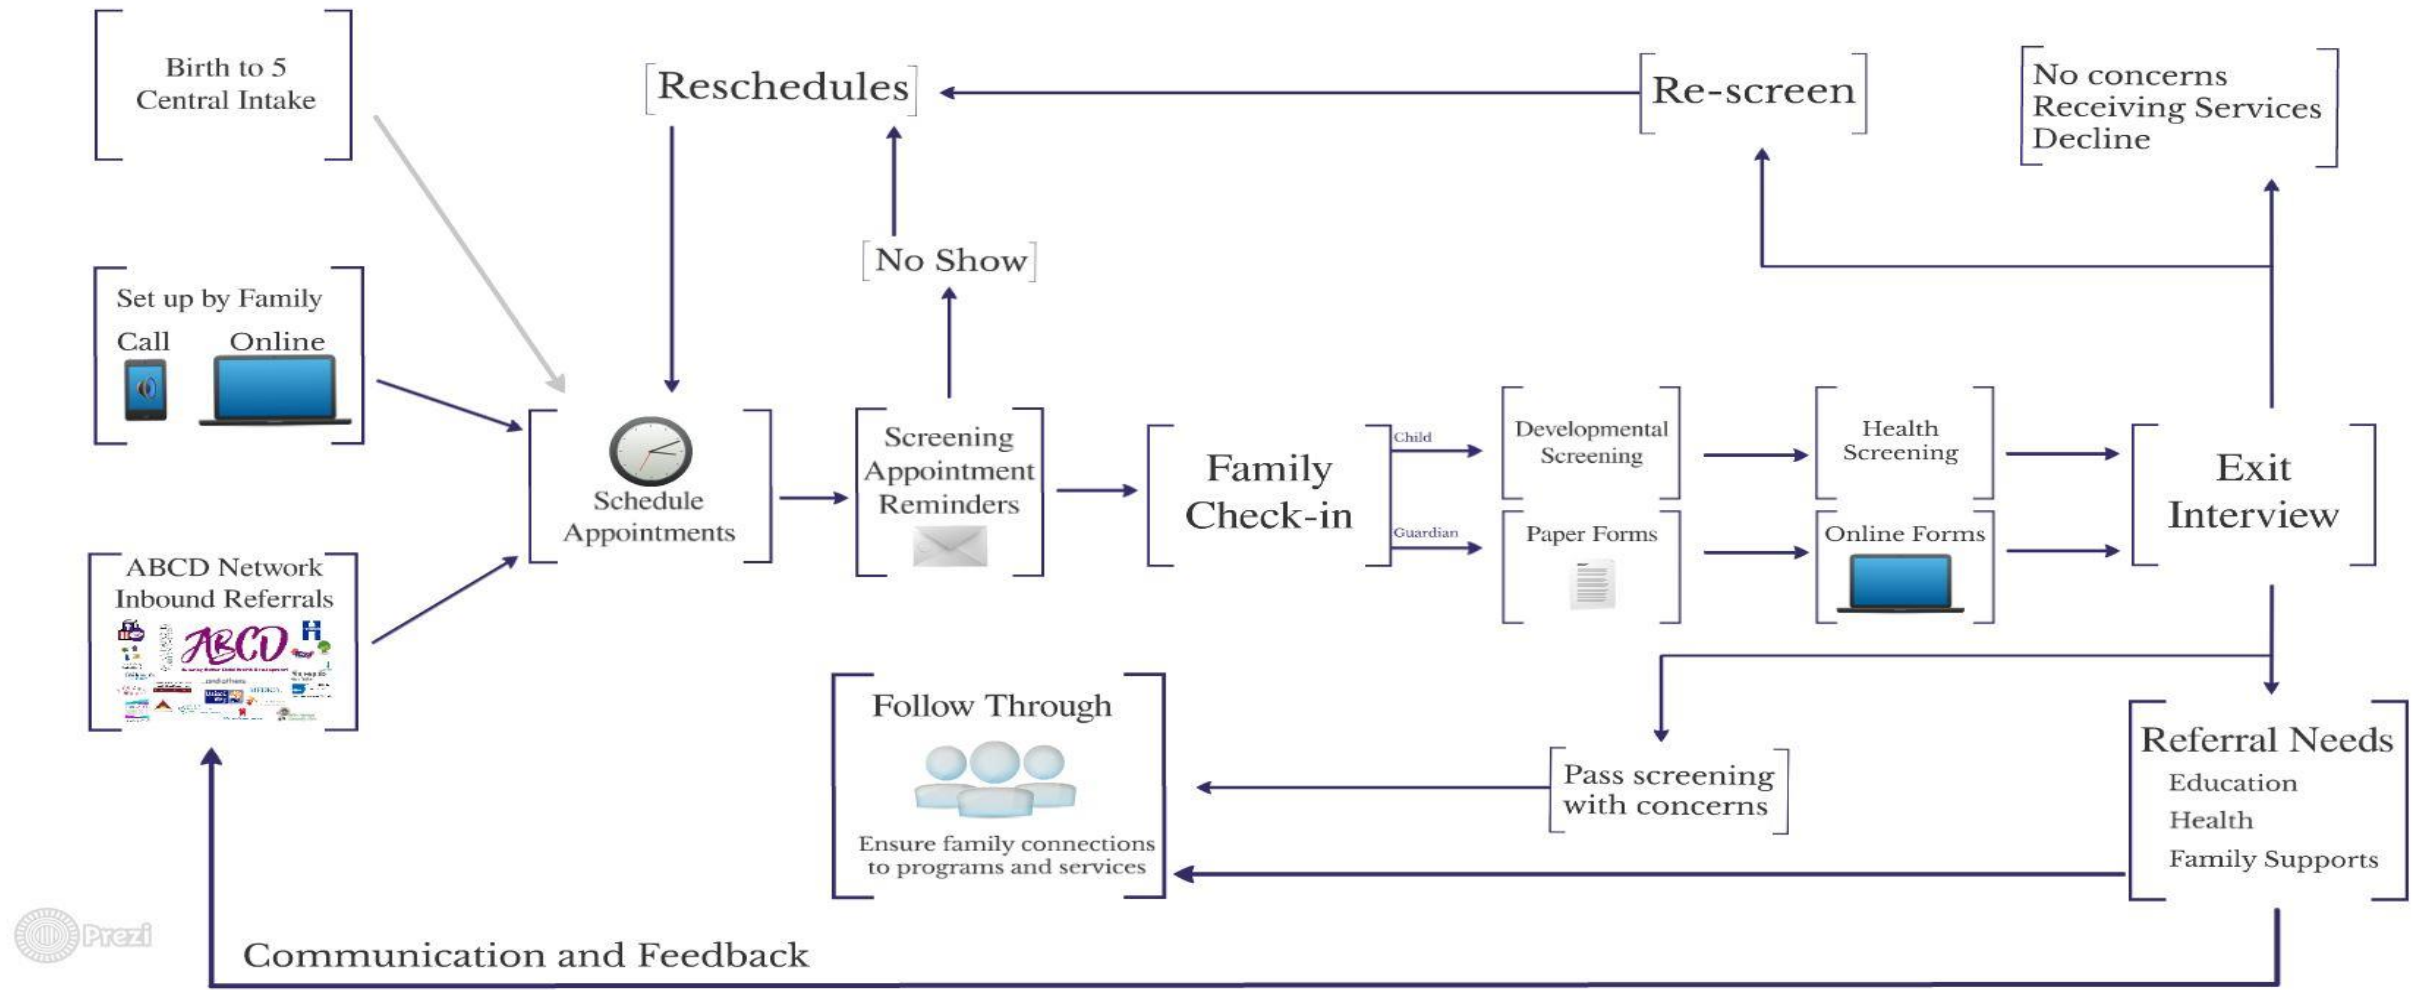 Birth to 5
Central Intake
[Reschedules]
[Re-screen]
No concerns
Receiving Services
Decline
[No Show]
Set up by Family
Call
Online
Schedule
Appointments
Screening
Appointment
Reminders
Family
Check-in
Child
Guardian
Developmental
Screening
Health
Screening
Paper Forms
Online Forms
Exit
Interview
ABCD Network
Inbound Referrals
ABCD
...and others
Follow Through
Ensure family connections
to programs and services
Pass screening
with concerns
Referral Needs
Education
Health
Family Supports
Communication and Feedback
Prezi